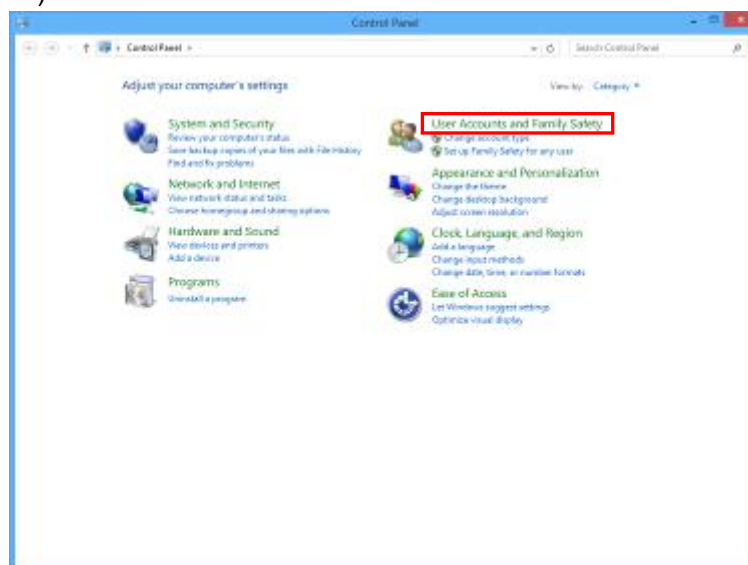 )
Control Panel
Control Panel
Search Control Panel
Adjust your computer's settings
View by: Category
System and Security
Review your computer's status
Save backup copies of your files with File History
Find and fix problems
Network and Internet
View network status and tasks
Choose homegroup and sharing options
Hardware and Sound
View devices and printers
Add a device
Programs
Uninstall a program
User Accounts and Family Safety
Change account type
Set up Family Safety for any user
Appearance and Personalization
Change the theme
Change desktop background
Adjust screen resolution
Clock, Language, and Region
Add a language
Change input methods
Change date, time, or number formats
Ease of Access
Let Windows suggest settings
Optimize visual display